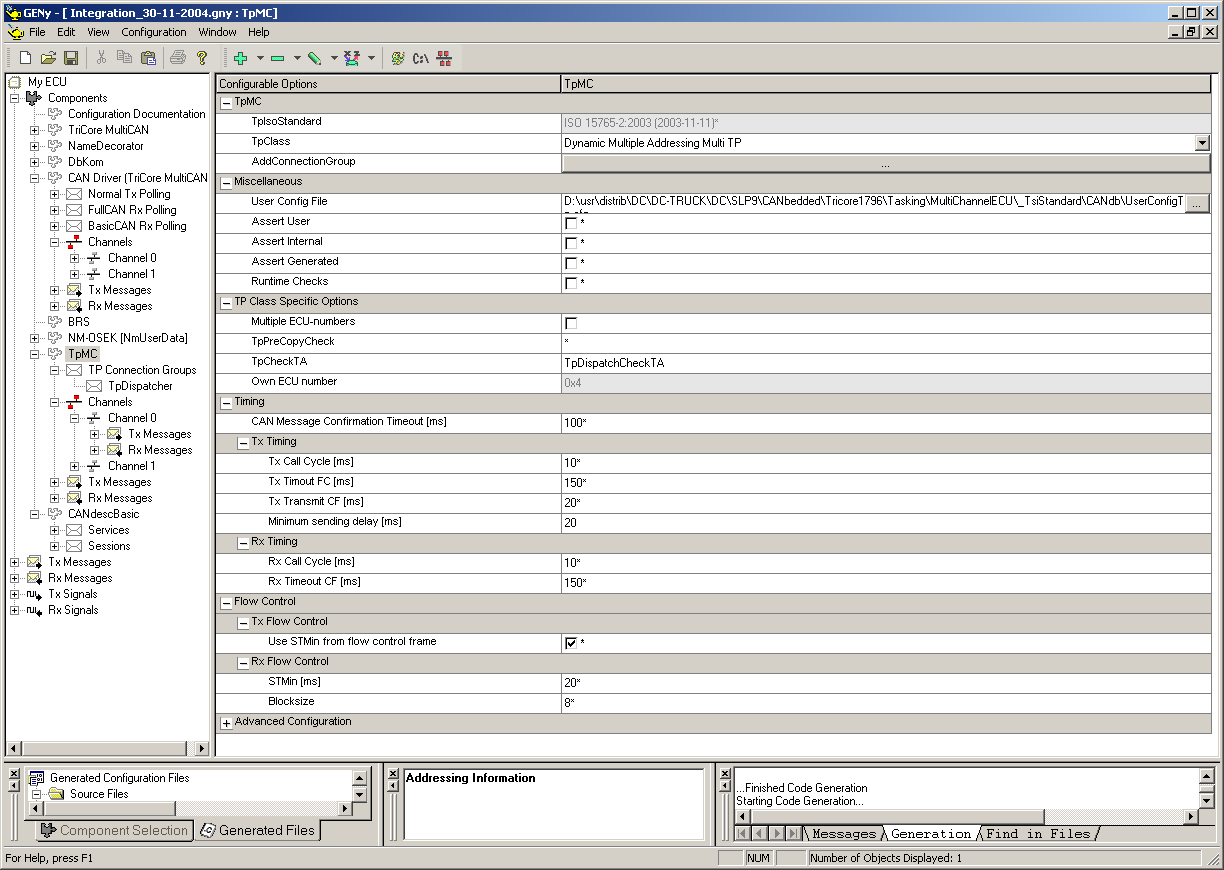 GENy - [ Integration_30-11-2004.gny : TpMC]
File Edit View Configuration Window Help
C:\
My ECU
Components
Configuration Documentation
TriCore MultiCAN
NameDecorator
DbKom
CAN Driver (TriCore MultiCAN
Normal Tx Polling
FullCAN Rx Polling
BasicCAN Rx Polling
Channels
Channel 0
Channel 1
Tx Messages
Rx Messages
BRS
NM-OSEK [NmUserData]
TpMC
TP Connection Groups
TpDispatcher
Channels
Channel 0
Tx Messages
Rx Messages
Channel 1
Tx Messages
Rx Messages
CANdescBasic
Services
Sessions
Tx Messages
Rx Messages
Tx Signals
Rx Signals
Configurable Options TpMC
TpMC
TpIsoStandard ISO 15765-2:2003 (2003-11-11)*
TpClass Dynamic Multiple Addressing Multi TP
AddConnectionGroup ...
Miscellaneous
User Config File D:\usr\distrib\DC\DC-TRUCK\DC\SLP9\CANbedded\Tricore1796\Tasking\MultiChannelECU\_TsiStandard\CANdb\UserConfigT ...
Assert User *
Assert Internal *
Assert Generated *
Runtime Checks *
TP Class Specific Options
Multiple ECU-numbers
TpPreCopyCheck *
TpCheckTA TpDispatchCheckTA
Own ECU number 0x4
Timing
CAN Message Confirmation Timeout [ms] 100*
Tx Timing
Tx Call Cycle [ms] 10*
Tx Timout FC [ms] 150*
Tx Transmit CF [ms] 20*
Minimum sending delay [ms] 20
Rx Timing
Rx Call Cycle [ms] 10*
Rx Timeout CF [ms] 150*
Flow Control
Tx Flow Control
Use STMin from flow control frame *
Rx Flow Control
STMin [ms] 20*
Blocksize 8*
Advanced Configuration
Generated Configuration Files
Source Files
Component Selection Generated Files
Addressing Information
...Finished Code Generation
Starting Code Generation...
Messages Generation Find in Files
For Help, press F1 NUM Number of Objects Displayed: 1